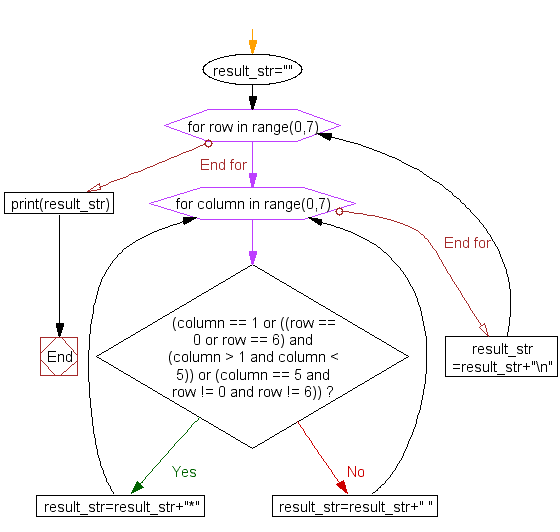 result_str=""
for row in range(0,7)
End for
print(result_str)
for column in range(0,7)
End for
(column == 1 or ((row ==
0 or row == 6) and
(column > 1 and column <
5)) or (column == 5 and
row != 0 and row != 6)) ?
End
result_str
=result_str+"\n"
Yes
No
result_str=result_str+"*"
result_str=result_str+" "